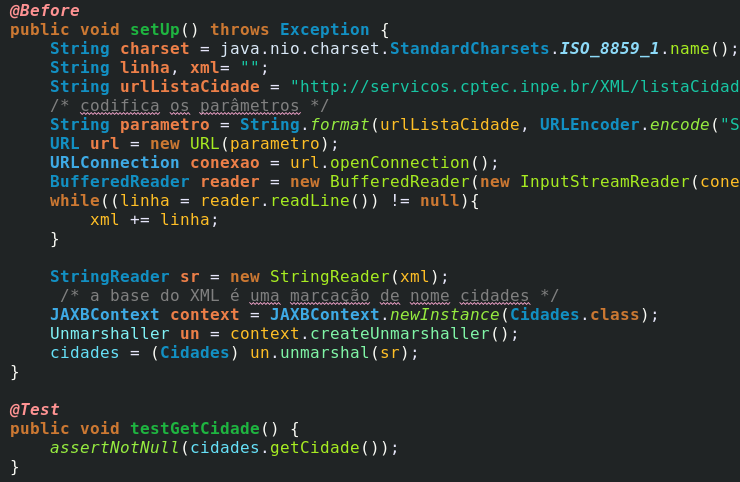 @Before
public void setUp() throws Exception {
    String charset = java.nio.charset.StandardCharsets.ISO_8859_1.name();
    String linha, xml= "";
    String urlListaCidade = "http://servicos.cptec.inpe.br/XML/listaCidad
    /* codifica os parâmetros */
    String parametro = String.format(urlListaCidade, URLEncoder.encode("S
    URL url = new URL(parametro);
    URLConnection conexao = url.openConnection();
    BufferedReader reader = new BufferedReader(new InputStreamReader(cone
    while((linha = reader.readLine()) != null){
        xml += linha;
    }
    StringReader sr = new StringReader(xml);
     /* a base do XML é uma marcação de nome cidades */
    JAXBContext context = JAXBContext.newInstance(Cidades.class);
    Unmarshaller un = context.createUnmarshaller();
    cidades = (Cidades) un.unmarshal(sr);
}
@Test
public void testGetCidade() {
    assertNotNull(cidades.getCidade());
}